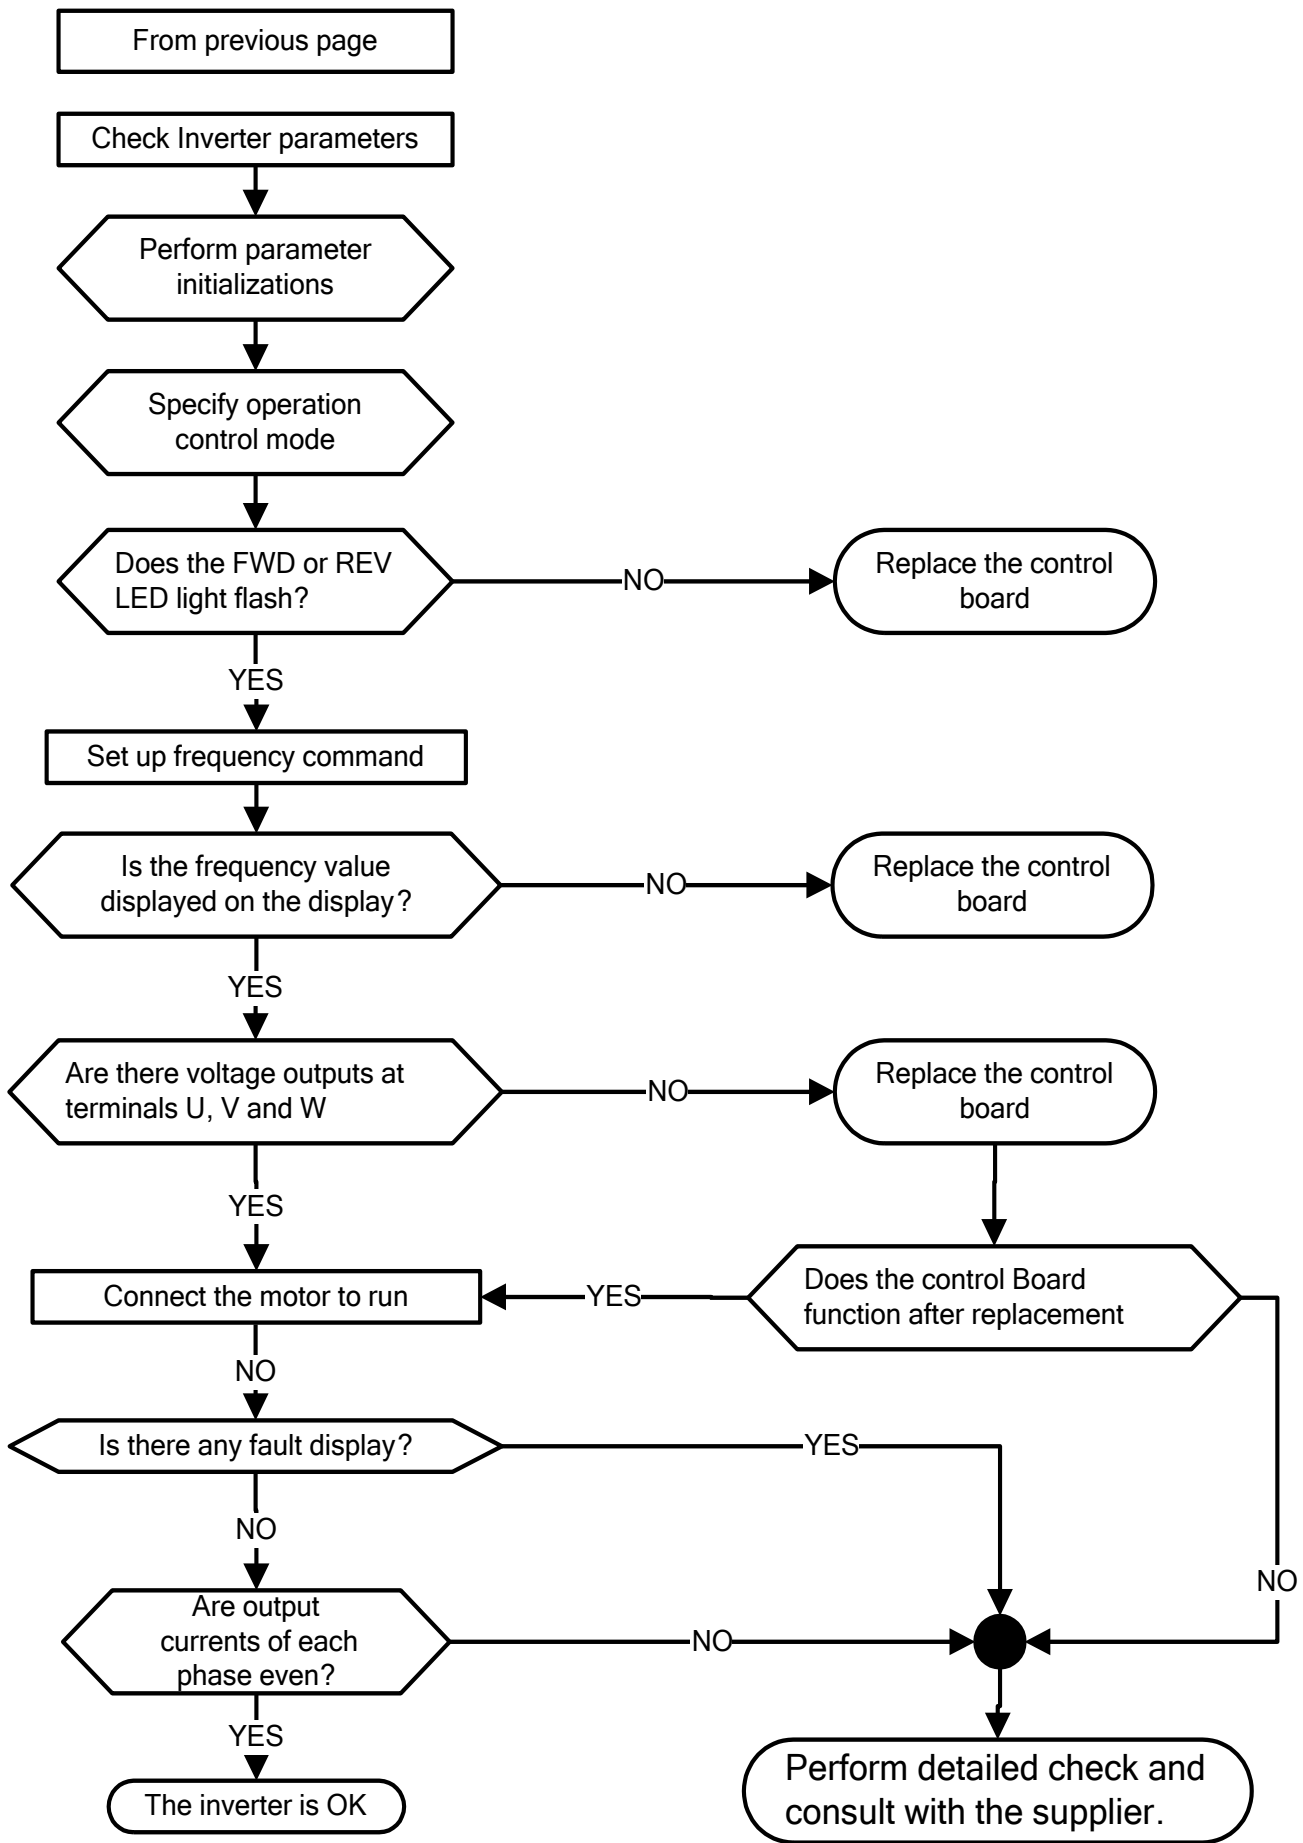 From previous page
Check Inverter parameters
Perform parameter
initializations
Specify operation
control mode
Does the FWD or REV
LED light flash?
NO
Replace the control
board
YES
Set up frequency command
Is the frequency value
displayed on the display?
NO
Replace the control
board
YES
Are there voltage outputs at
terminals U, V and W
NO
Replace the control
board
YES
Connect the motor to run
YES
Does the control Board
function after replacement
NO
Is there any fault display?
YES
NO
NO
Are output
currents of each
phase even?
NO
YES
The inverter is OK
Perform detailed check and
consult with the supplier.